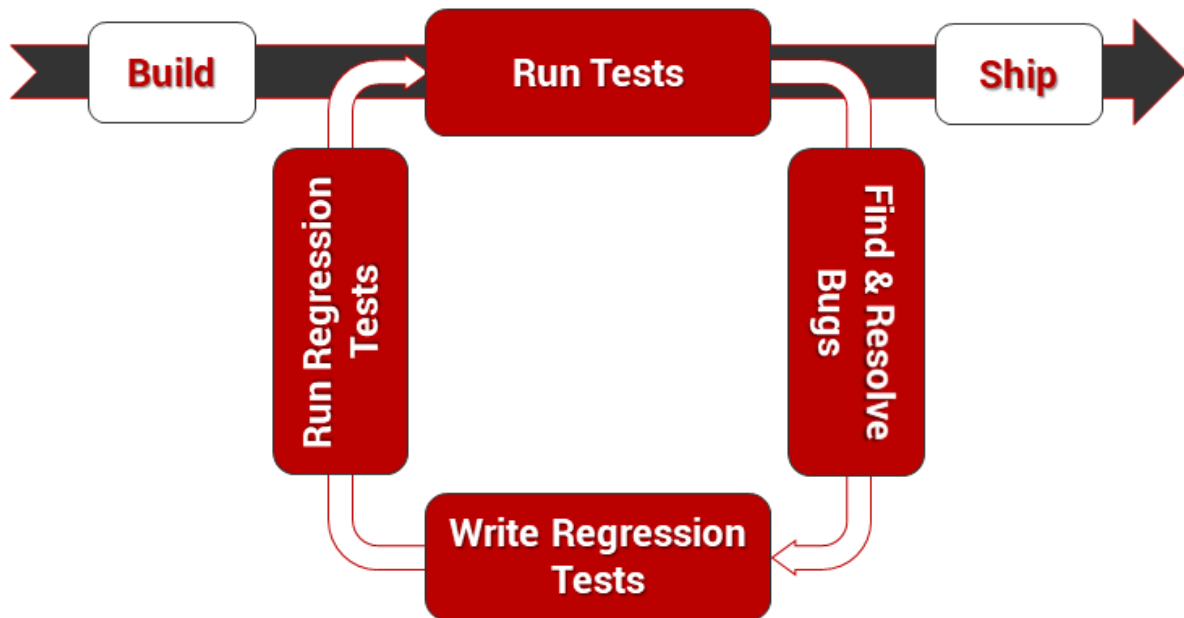 Build
Run Tests
Ship
Find & Resolve
Bugs
Write Regression
Tests
Run Regression
Tests